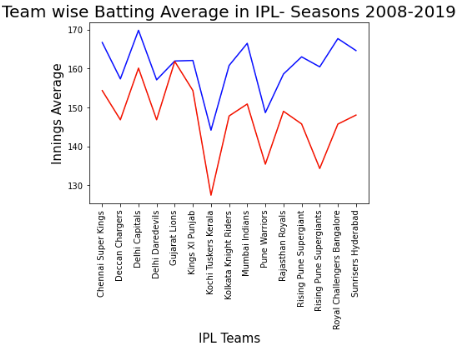 Team wise Batting Average in IPL- Seasons 2008-2019
170
160
150
140
130
Innings Average
Chennai Super Kings
Deccan Chargers
Delhi Capitals
Delhi Daredevils
Gujarat Lions
Kings XI Punjab
Kochi Tuskers Kerala
Kolkata Knight Riders
Mumbai Indians
Pune Warriors
Rajasthan Royals
Rising Pune Supergiant
Rising Pune Supergiants
Royal Challengers Bangalore
Sunrisers Hyderabad
IPL Teams